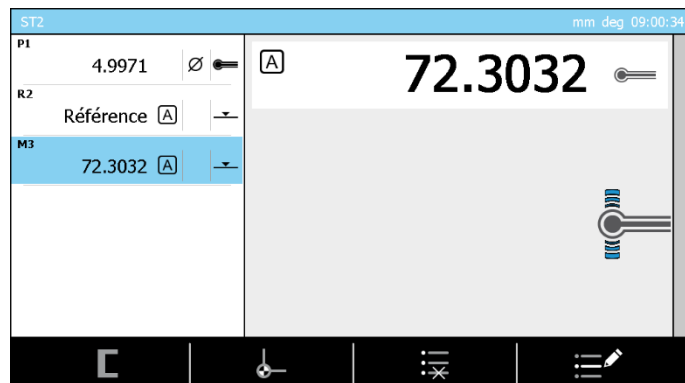 ST2 mm deg 09:00:34
P1
4.9971 Ø
R2
Référence A
M3
72.3032 A
A 72.3032